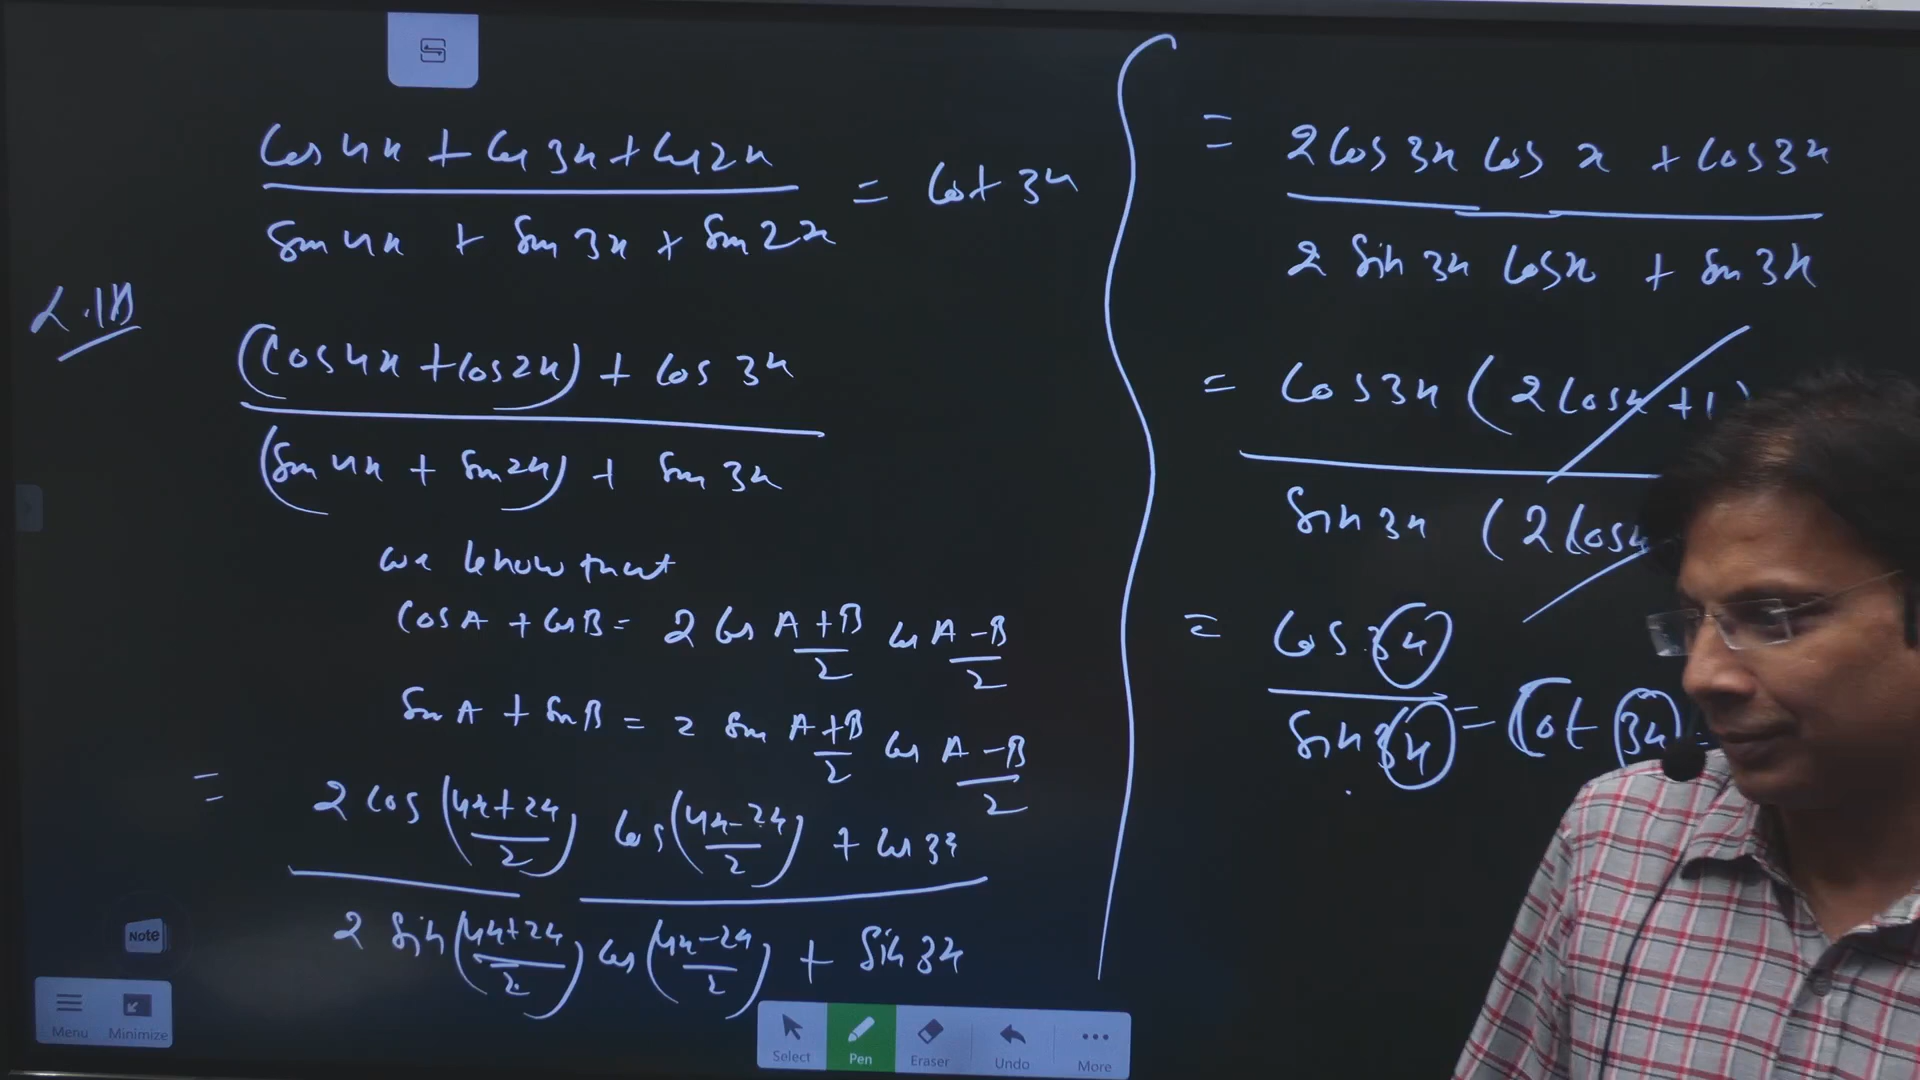 cos 4x + cos 3x + cos 2x
——————————— = cot 3x
sin 4x + sin 3x + sin 2x
L.H
(cos 4x + cos 2x) + cos 3x
———————————
(sin 4x + sin 2x) + sin 3x
we know that
cos A + cos B = 2 cos A+B/2 cos A-B/2
sin A + sin B = 2 sin A+B/2 cos A-B/2
= 2 cos (4x+2x/2) cos (4x-2x/2) + cos 3x
———————————
2 sin (4x+2x/2) cos (4x-2x/2) + sin 3x
= 2 cos 3x cos x + cos 3x
———————————
2 sin 3x cos x + sin 3x
= cos 3x (2 cos x + 1)
———————————
sin 3x (2 cos x
= cos 3x
——— = cot 3x =
sin 3x
Note
Menu Minimize
Select Pen Eraser Undo More